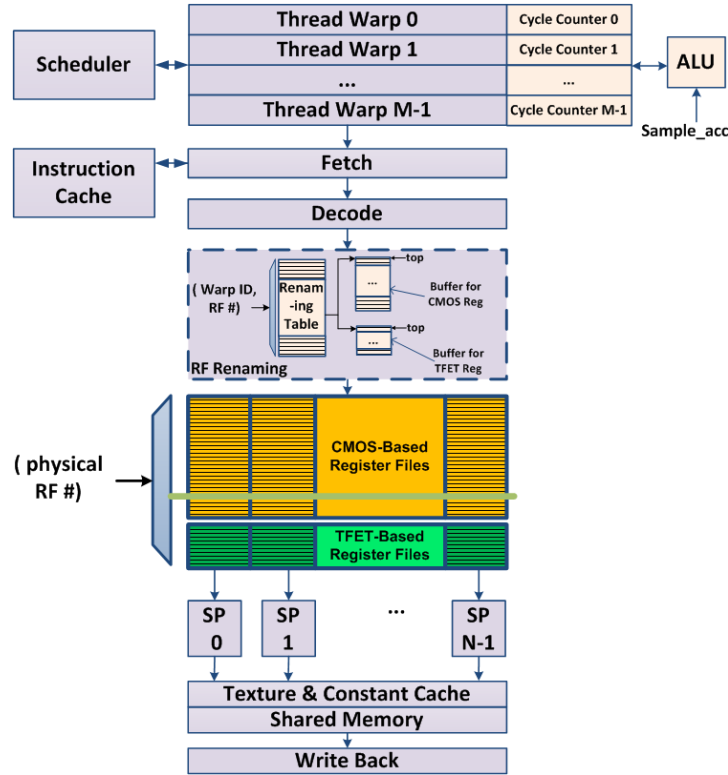 Scheduler
Thread Warp 0
Cycle Counter 0
Thread Warp 1
Cycle Counter 1
...
...
Thread Warp M-1
Cycle Counter M-1
ALU
Sample_acc
Instruction
Cache
Fetch
Decode
( Warp ID,
RF #)
Renam
-ing
Table
top
...
Buffer for
CMOS Reg
top
...
Buffer for
TFET Reg
RF Renaming
( physical
RF #)
CMOS-Based
Register Files
TFET-Based
Register Files
SP
0
SP
1
...
SP
N-1
Texture & Constant Cache
Shared Memory
Write Back